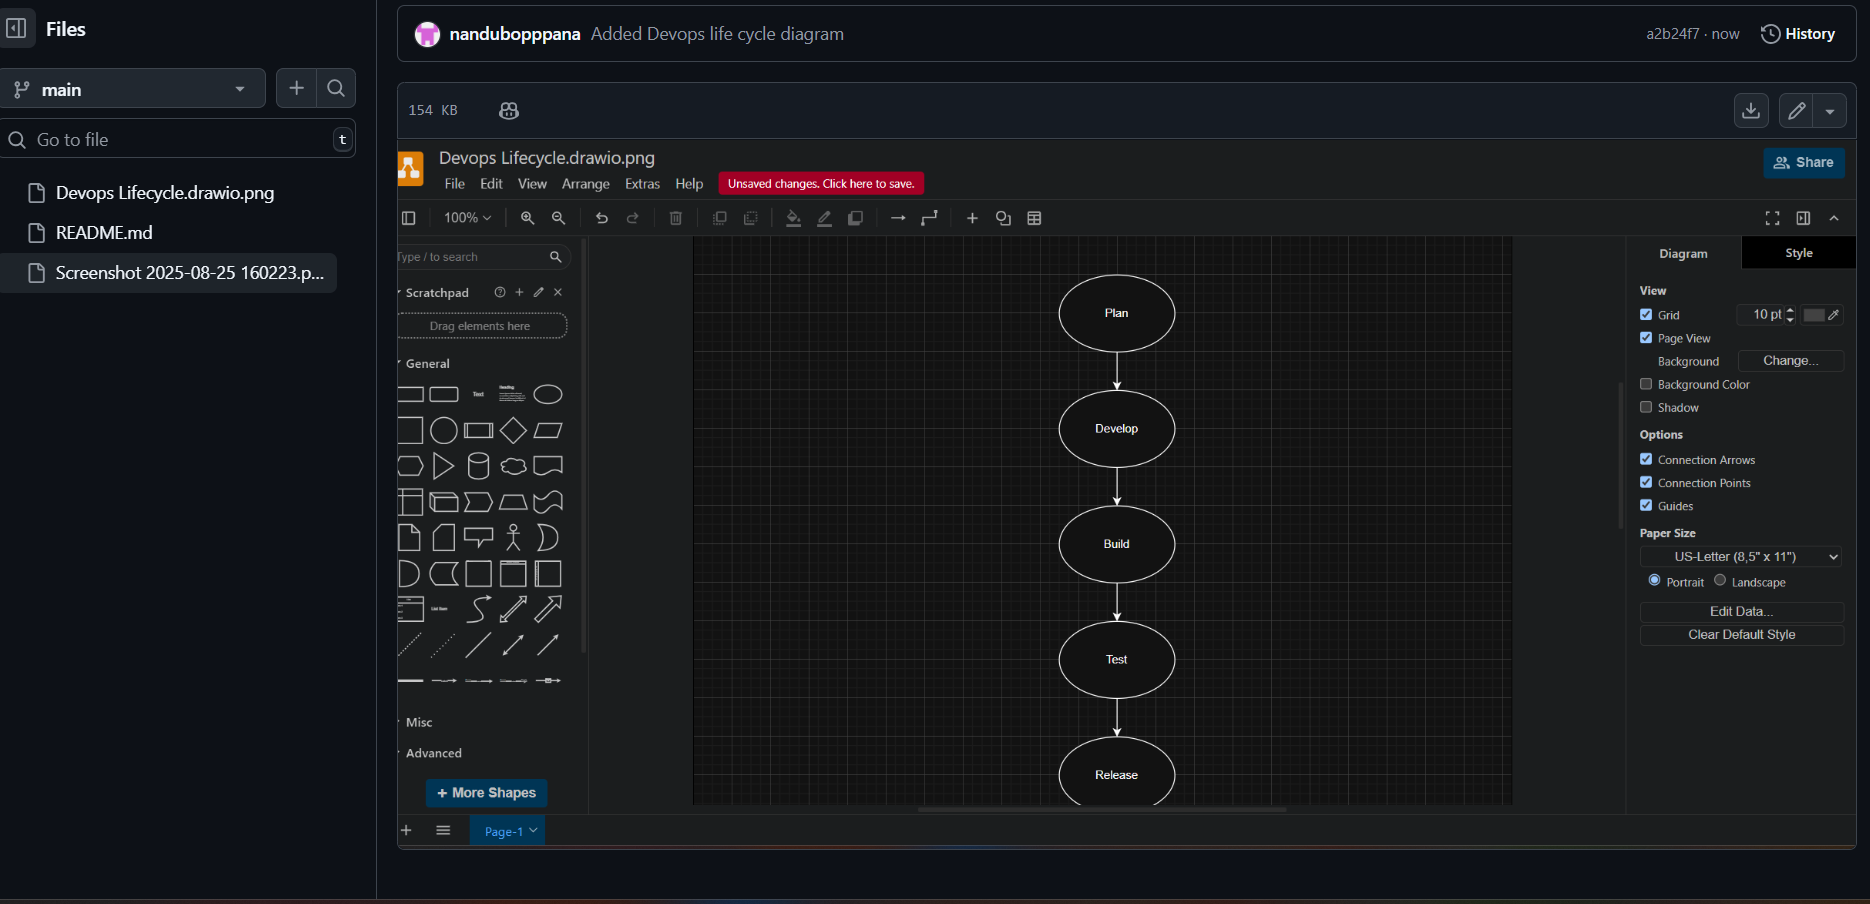 Files
main
Go to file
t
Devops Lifecycle.drawio.png
README.md
Screenshot 2025-08-25 160223.p...
nandubopppana Added Devops life cycle diagram
a2b24f7 · now
History
154 KB
Devops Lifecycle.drawio.png
File Edit View Arrange Extras Help
Unsaved changes. Click here to save.
Share
100%
Type / to search
Scratchpad
Drag elements here
General
Text
Heading
List Item
Misc
Advanced
+ More Shapes
Page-1
Plan
Develop
Build
Test
Release
Diagram
Style
View
Grid
10 pt
Page View
Background
Change...
Background Color
Shadow
Options
Connection Arrows
Connection Points
Guides
Paper Size
US-Letter (8,5" x 11")
Portrait
Landscape
Edit Data...
Clear Default Style